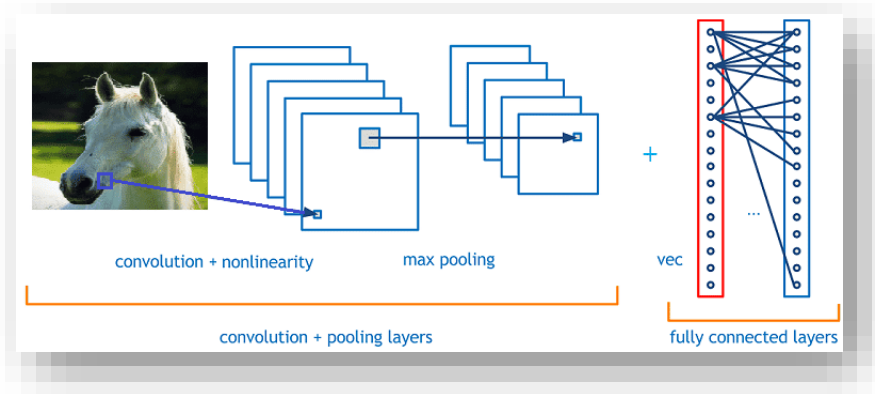 +
...
convolution + nonlinearity
max pooling
vec
convolution + pooling layers
fully connected layers